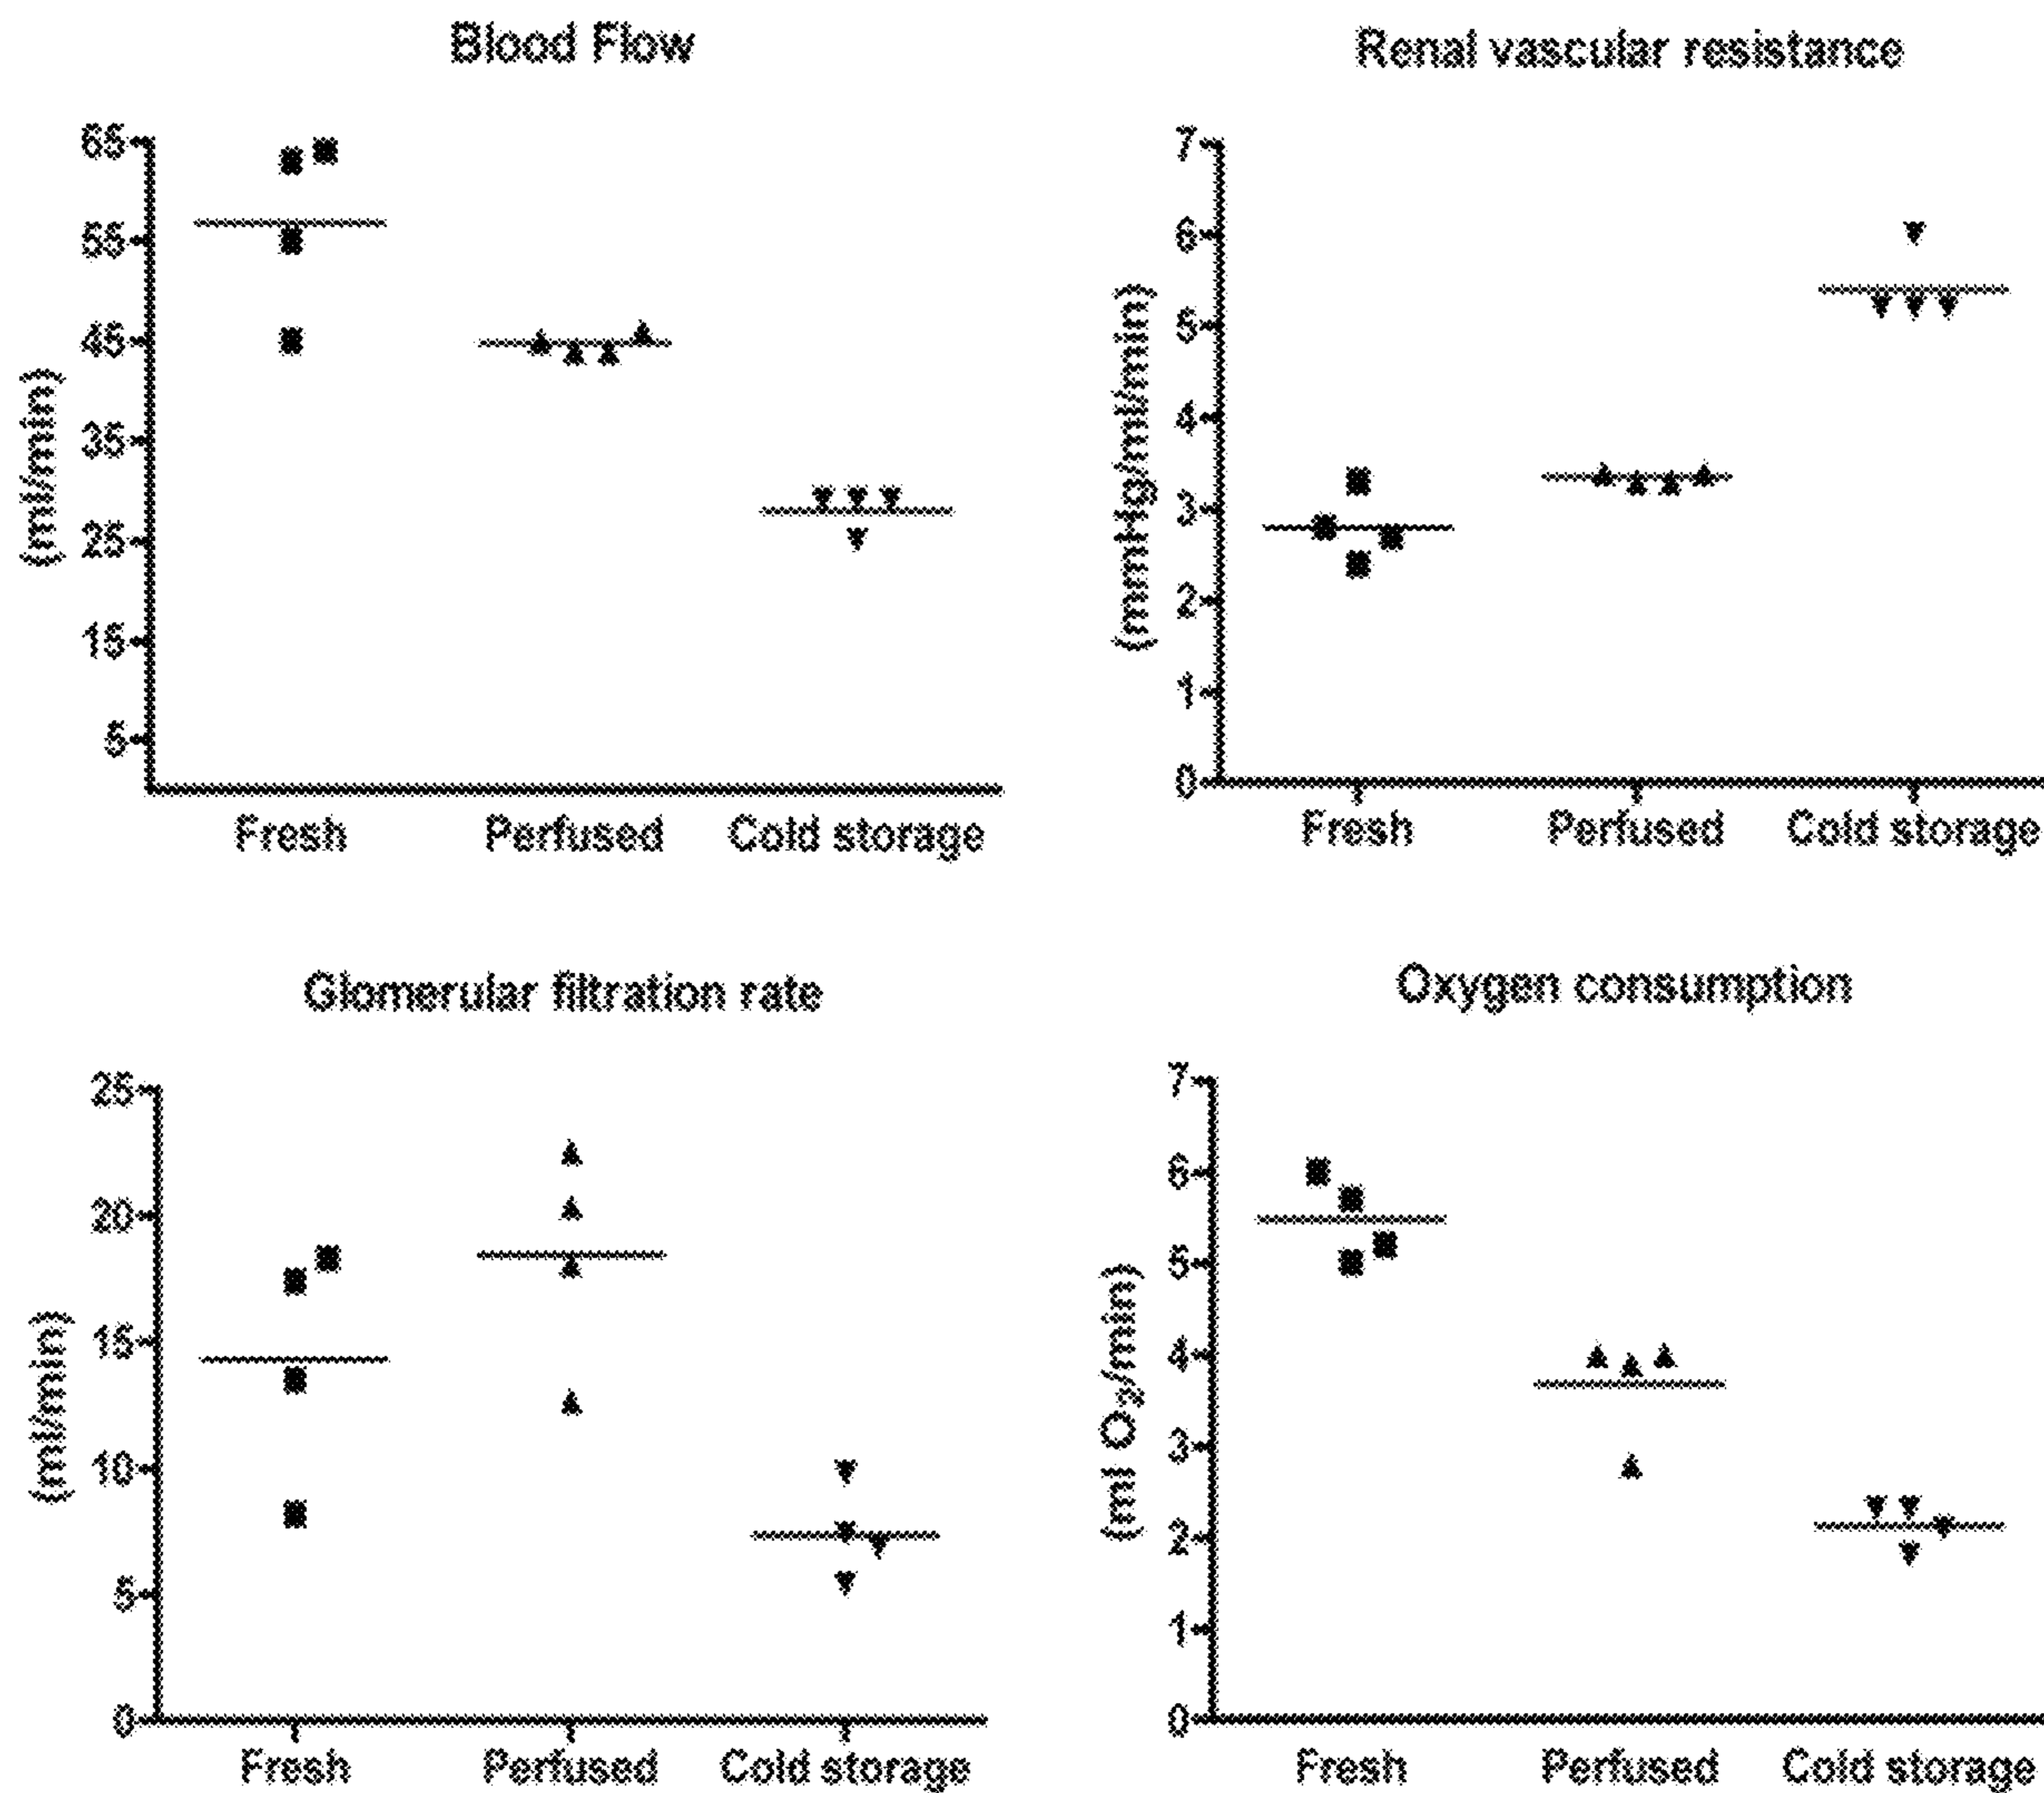 Blood Flow
65
55
45
35
25
15
5
(ml/min)
Fresh Perfused Cold storage
Renal vascular resistance
7
6
5
4
3
2
1
0
(mmHg/ml/min)
Fresh Perfused Cold storage
Glomerular filtration rate
25
20
15
10
5
0
(ml/min)
Fresh Perfused Cold storage
Oxygen consumption
7
6
5
4
3
2
1
0
(ml O₂/min)
Fresh Perfused Cold storage